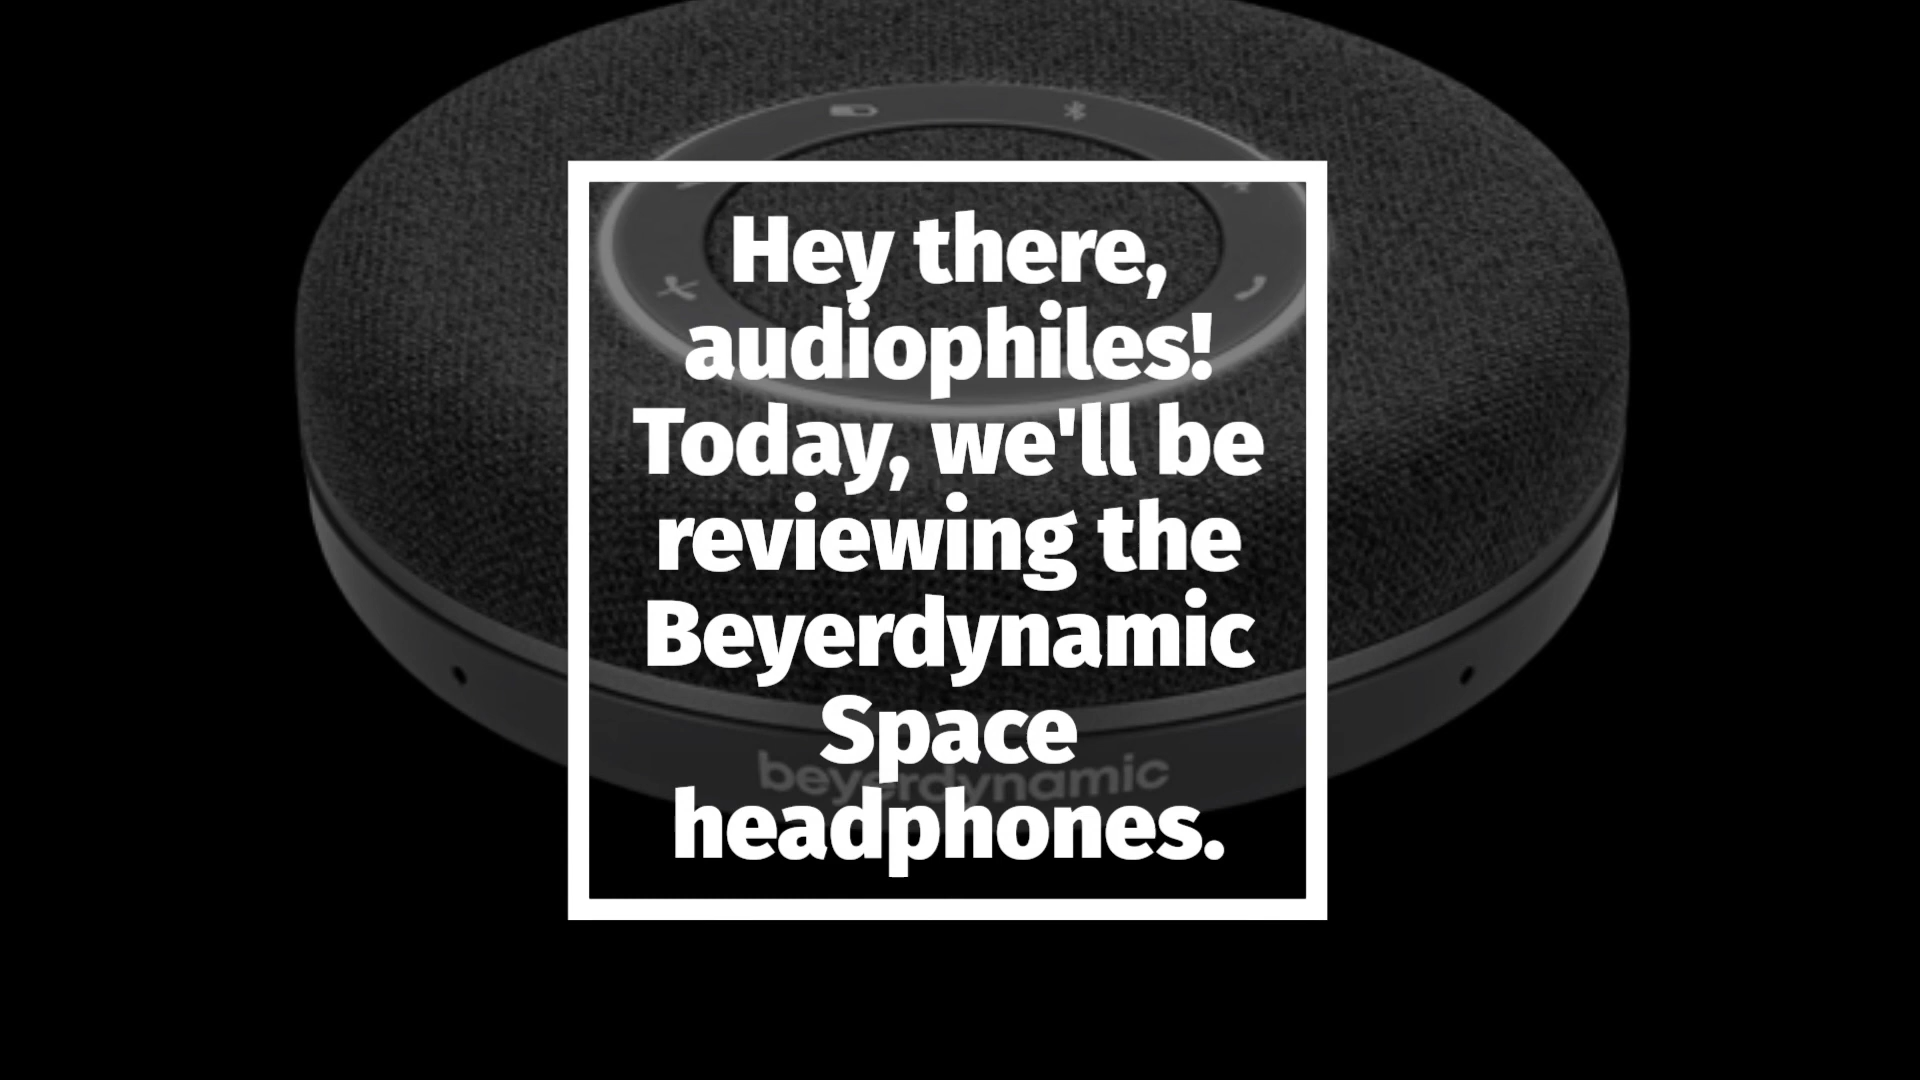 Hey there,
audiophiles!
Today, we'll be
reviewing the
Beyerdynamic
Space
beyerdynamic
headphones.